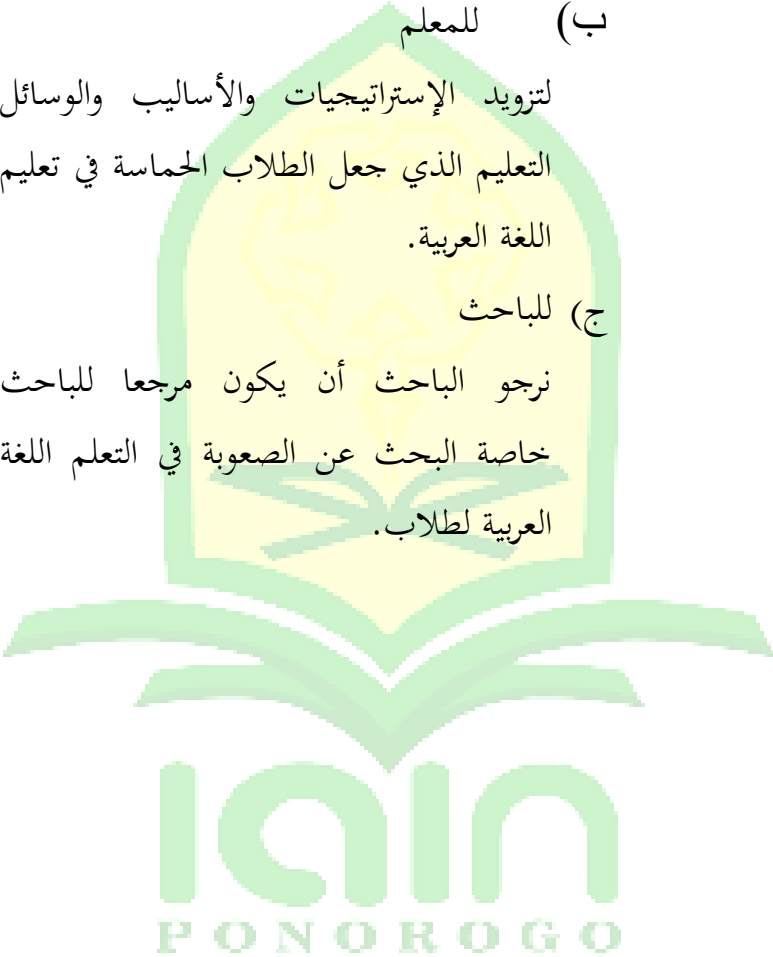 ب) للمعلم
لتزويد الإستراتيجيات والأساليب والوسائل
التعليم الذي جعل الطلاب الحماسة في تعليم
اللغة العربية.
ج) للباحث
نرجو الباحث أن يكون مرجعا للباحث
خاصة البحث عن الصعوبة في التعلم اللغة
العربية لطلاب.
iain
PONOROGO